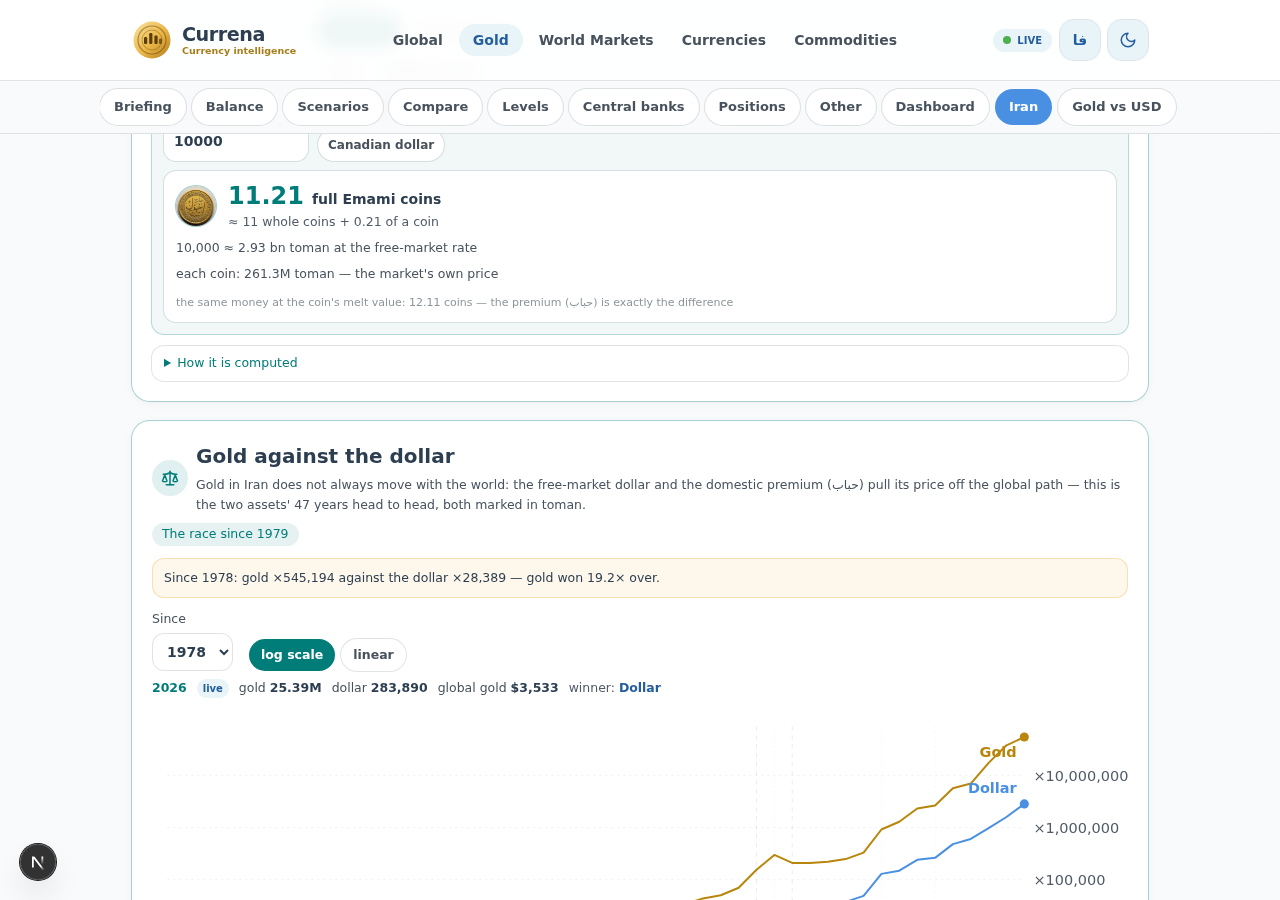 Currena
Currency intelligence
Global
Gold
World Markets
Currencies
Commodities
LIVE
فا
Briefing
Balance
Scenarios
Compare
Levels
Central banks
Positions
Other
Dashboard
Iran
Gold vs USD
10000
Canadian dollar
11.21 full Emami coins
≈ 11 whole coins + 0.21 of a coin
10,000 ≈ 2.93 bn toman at the free-market rate
each coin: 261.3M toman — the market's own price
the same money at the coin's melt value: 12.11 coins — the premium (حباب) is exactly the difference
▶ How it is computed
Gold against the dollar
Gold in Iran does not always move with the world: the free-market dollar and the domestic premium (حباب) pull its price off the global path — this is
the two assets' 47 years head to head, both marked in toman.
The race since 1979
Since 1978: gold ×545,194 against the dollar ×28,389 — gold won 19.2× over.
Since
1978
log scale
linear
2026 live gold 25.39M dollar 283,890 global gold $3,533 winner: Dollar
Gold
×10,000,000
Dollar
×1,000,000
×100,000
N